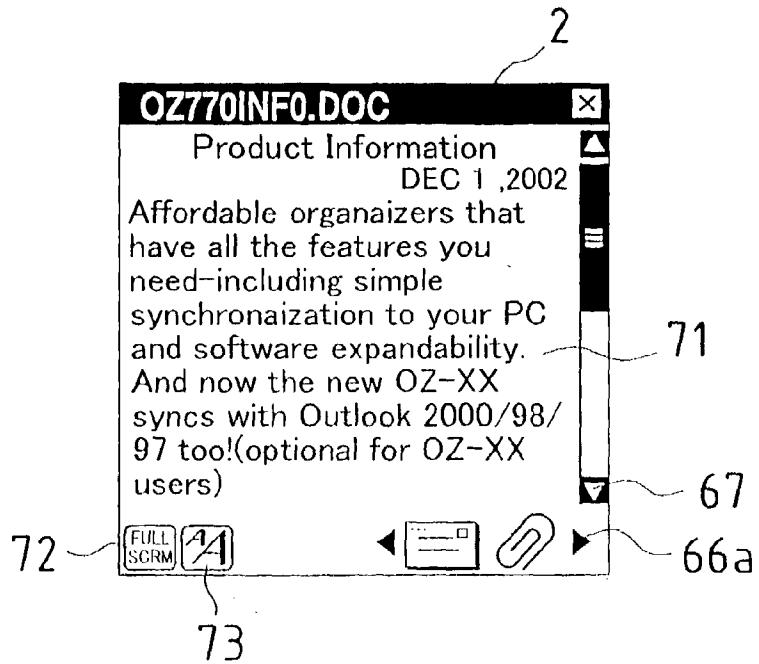 2
OZ770INFO.DOC
Product Information
DEC 1 ,2002
Affordable organaizers that
have all the features you
need-including simple
synchronaization to your PC
and software expandability.
And now the new OZ-XX
syncs with Outlook 2000/98/
97 too!(optional for OZ-XX
users)
71
67
72
FULL
SCRM
AA
66a
73